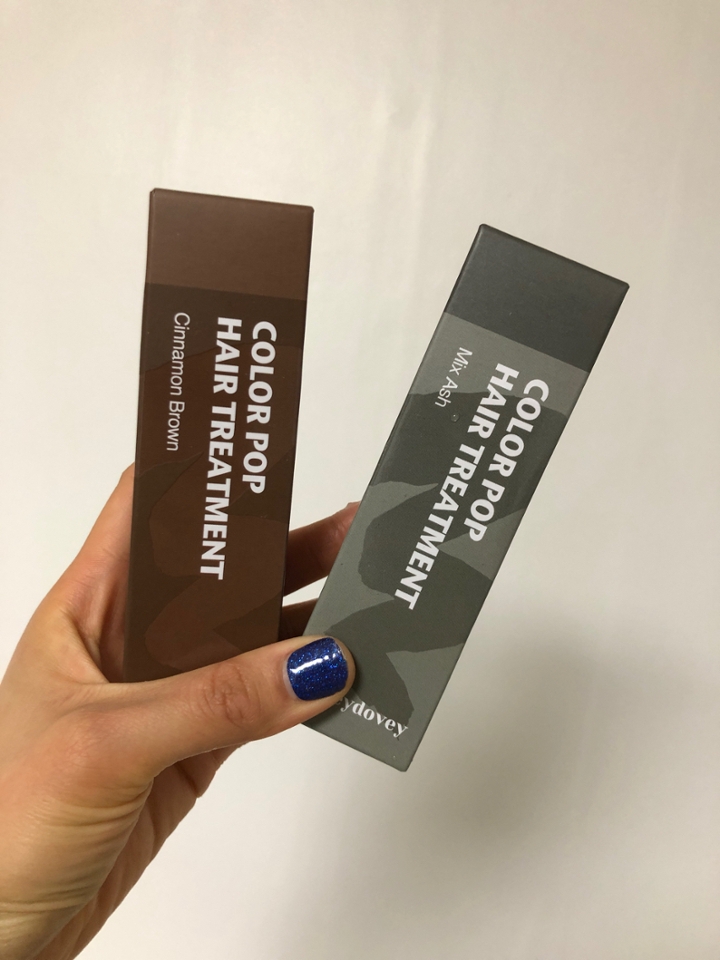 COLOR POP
HAIR TREATMENT
Cinnamon Brown
COLOR POP
HAIR TREATMENT
Mix Ash